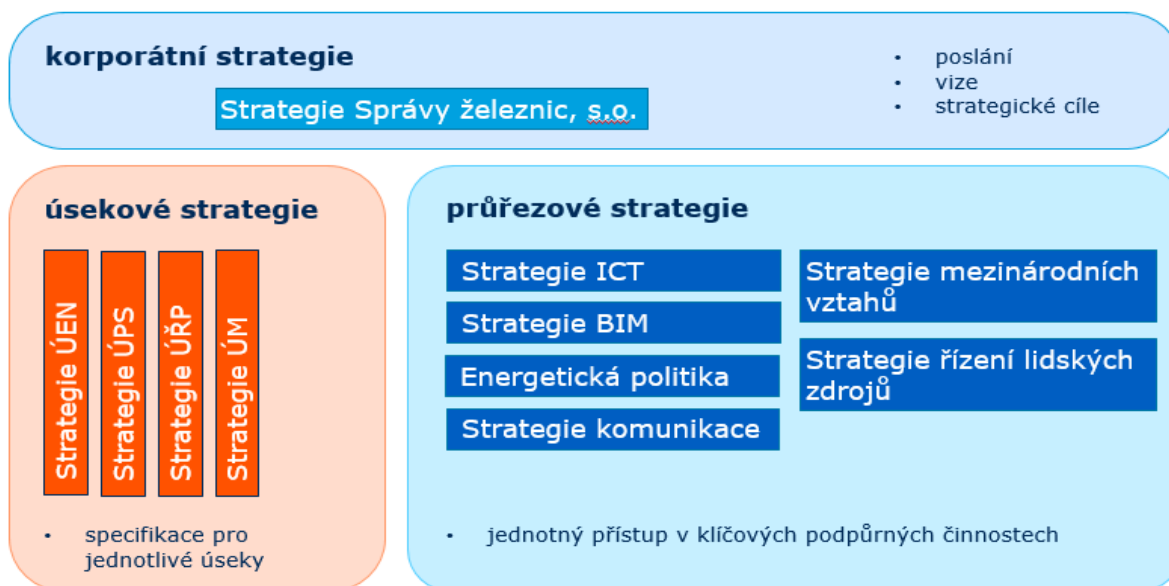 korporátní strategie
Strategie Správy železnic, s.o.
• poslání
• vize
• strategické cíle
úsekové strategie
Strategie ÚEN
Strategie ÚPS
Strategie ÚŘP
Strategie ÚM
• specifikace pro
jednotlivé úseky
průřezové strategie
Strategie ICT
Strategie BIM
Energetická politika
Strategie komunikace
Strategie mezinárodních
vztahů
Strategie řízení lidských
zdrojů
• jednotný přístup v klíčových podpůrných činnostech